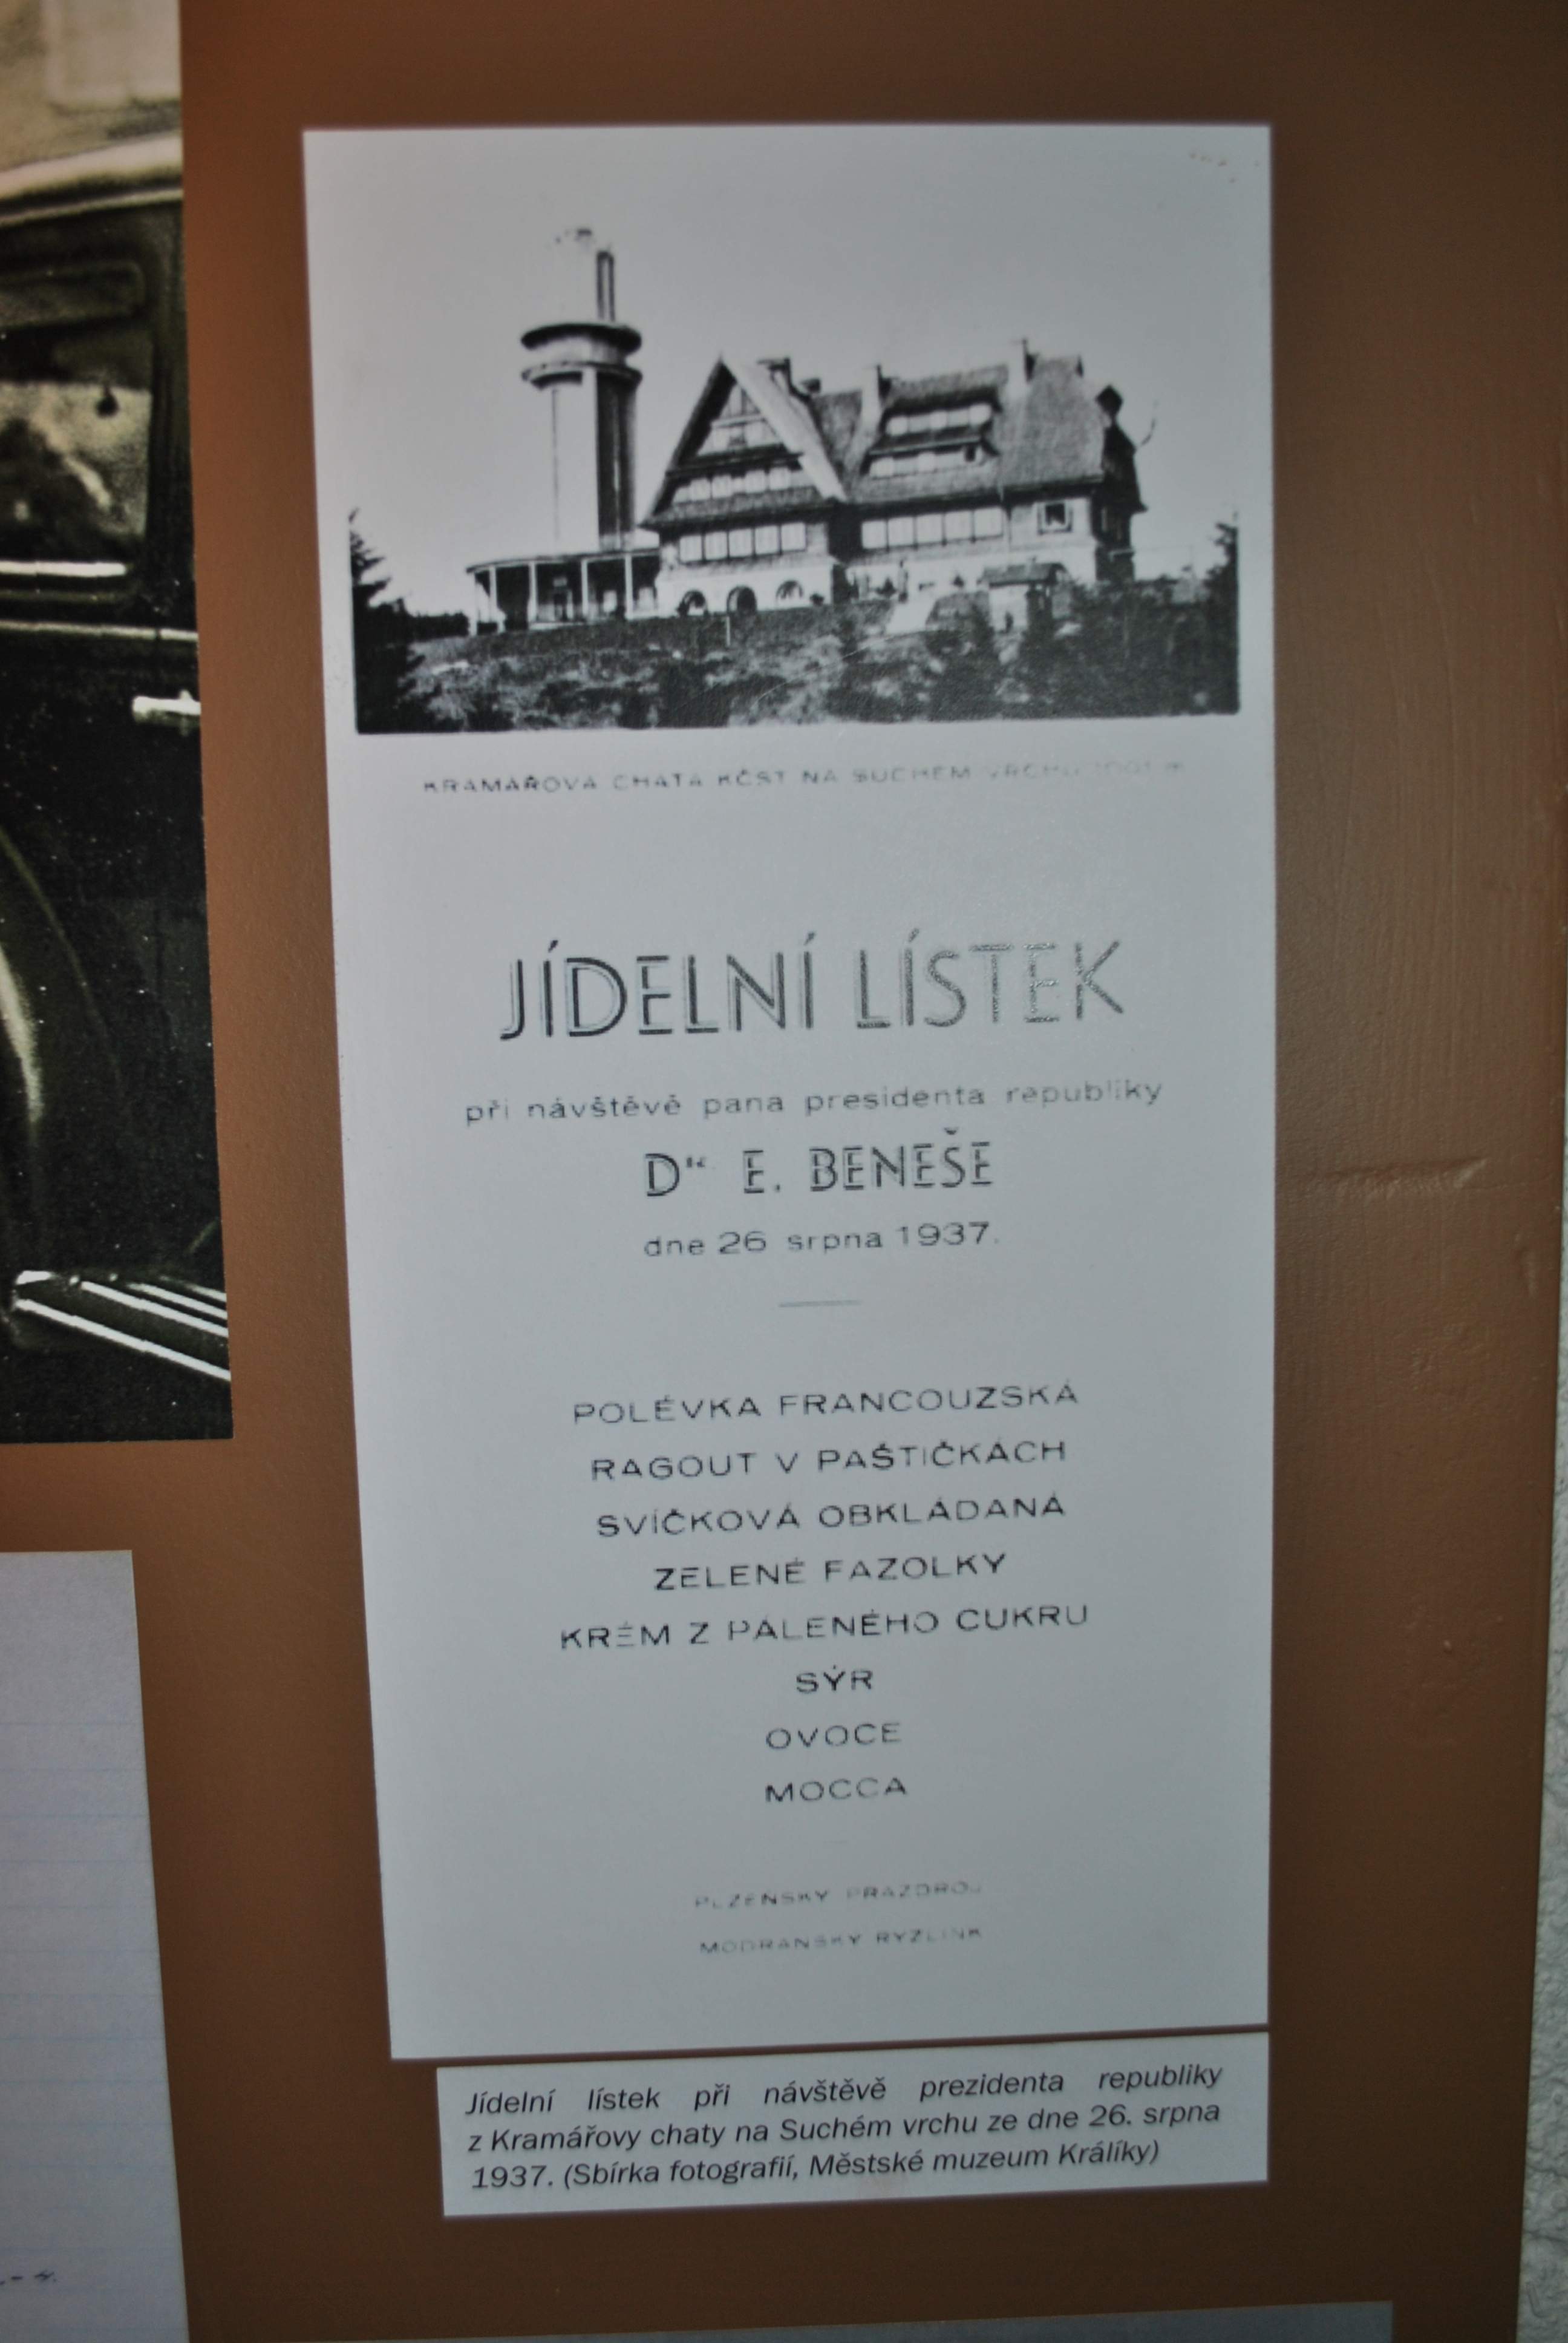 KRAMÁŘOVA CHATA KČST NA SUCHÉM VRCHU
JÍDELNÍ LÍSTEK
při návštěvě pana presidenta republiky
DR. E. BENEŠE
dne 26 srpna 1937.
POLÉVKA FRANCOUZSKÁ
RAGOUT V PAŠTIČKÁCH
SVÍČKOVÁ OBKLÁDANÁ
ZELENÉ FAZOLKY
KRÉM Z PÁLENÉHO CUKRU
SÝR
OVOCE
MOCCA
PLZEŇSKÝ PRAZDROJ
MODŘANSKÝ RYZLINK
Jídelní lístek při návštěvě prezidenta republiky
z Kramářovy chaty na Suchém vrchu ze dne 26. srpna
1937. (Sbírka fotografií, Městské muzeum Králíky)